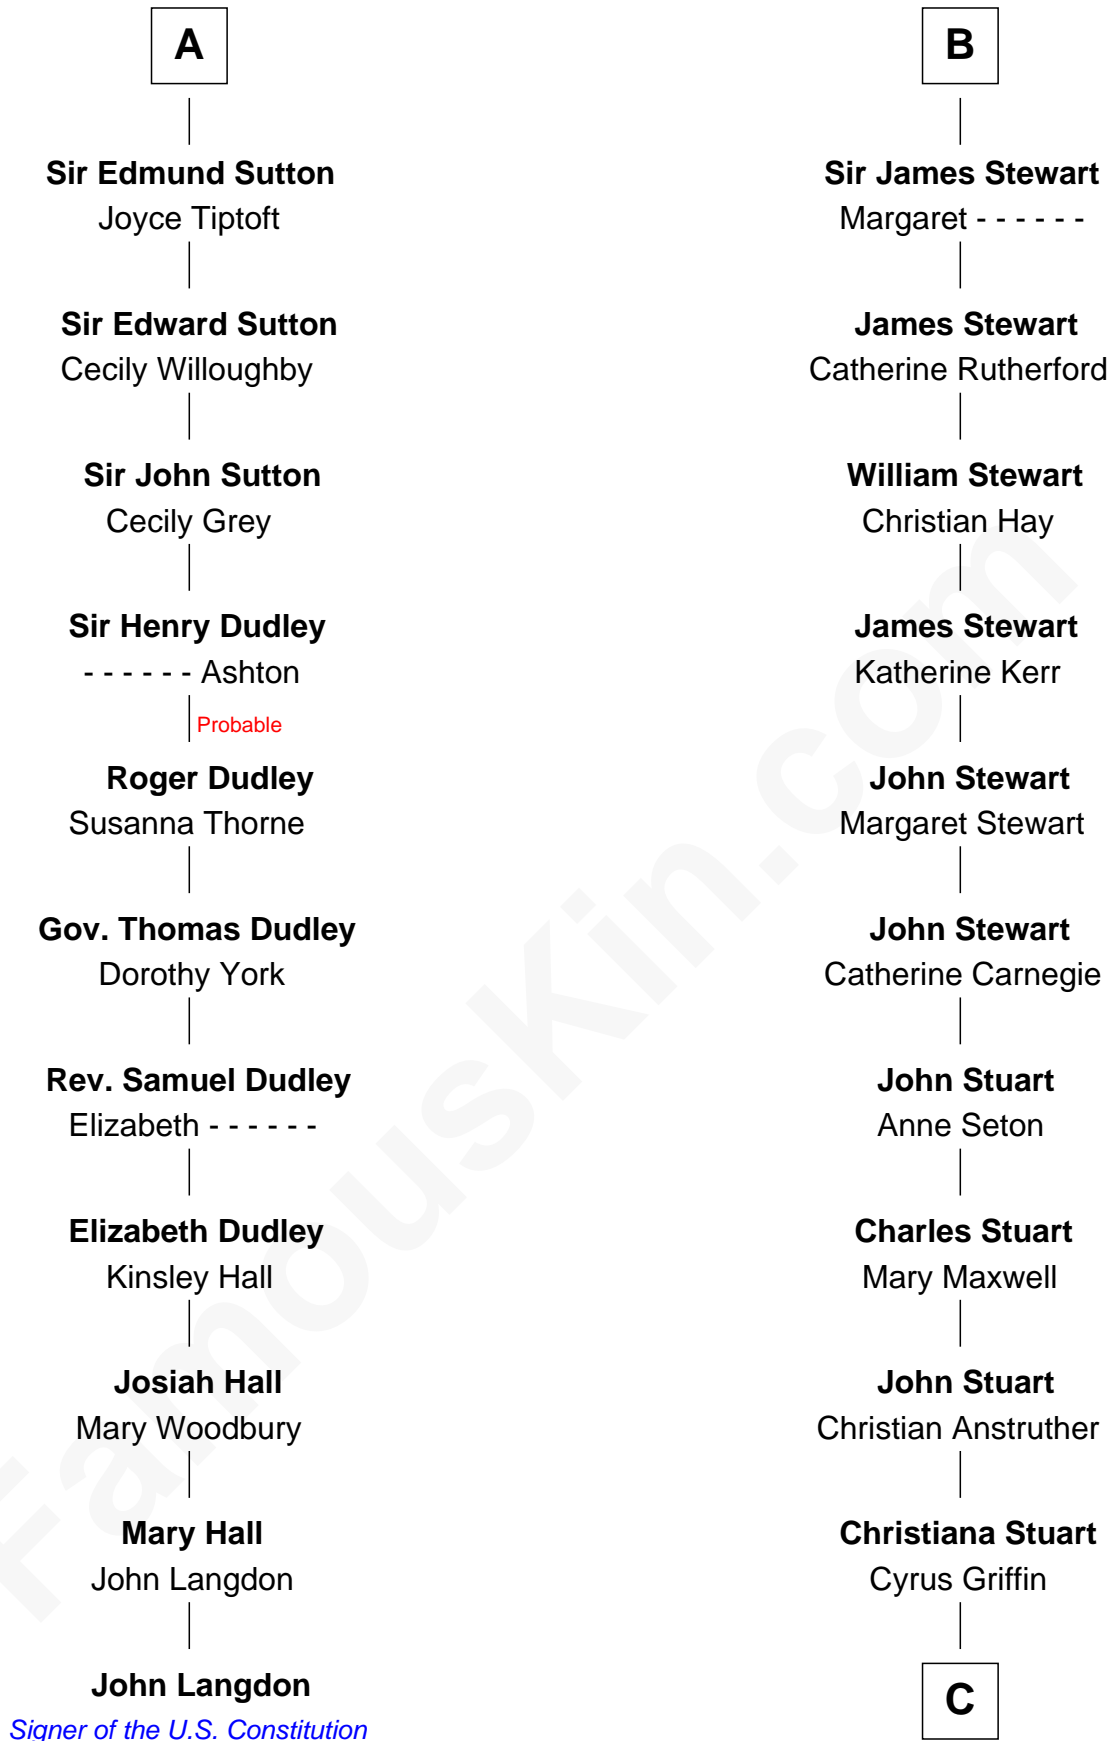 A
Sir Edmund Sutton
Joyce Tiptoft
Sir Edward Sutton
Cecily Willoughby
Sir John Sutton
Cecily Grey
Sir Henry Dudley
- - - - - - Ashton
Probable
Roger Dudley
Susanna Thorne
Gov. Thomas Dudley
Dorothy York
Rev. Samuel Dudley
Elizabeth - - - - - -
Elizabeth Dudley
Kinsley Hall
Josiah Hall
Mary Woodbury
Mary Hall
John Langdon
John Langdon
Signer of the U.S. Constitution
B
Sir James Stewart
Margaret - - - - - -
James Stewart
Catherine Rutherford
William Stewart
Christian Hay
James Stewart
Katherine Kerr
John Stewart
Margaret Stewart
John Stewart
Catherine Carnegie
John Stuart
Anne Seton
Charles Stuart
Mary Maxwell
John Stuart
Christian Anstruther
Christiana Stuart
Cyrus Griffin
C
FamousKin.com